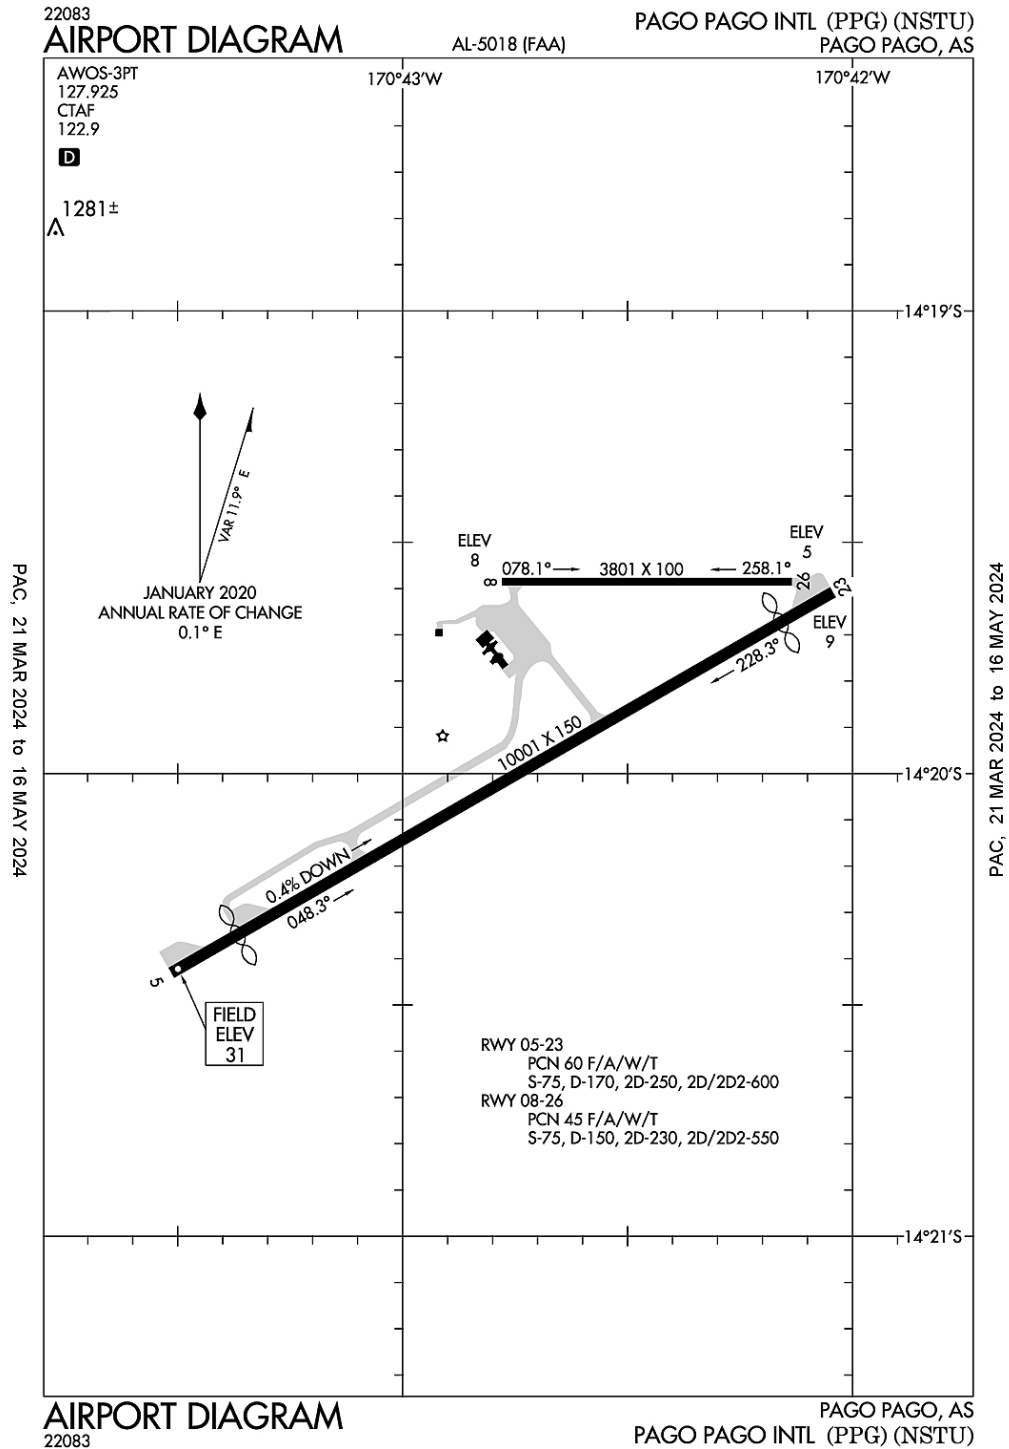 22083
AIRPORT DIAGRAM
AL-5018 (FAA)
PAGO PAGO INTL (PPG) (NSTU)
PAGO PAGO, AS
AWOS-3PT
127.925
CTAF
122.9
D
1281±
170°43'W
170°42'W
14°19'S
VAR 11.9° E
JANUARY 2020
ANNUAL RATE OF CHANGE
0.1° E
ELEV
8
8
078.1°
3801 X 100
258.1°
26
ELEV
5
23
ELEV
9
228.3°
10001 X 150
14°20'S
0.4% DOWN
048.3°
5
FIELD
ELEV
31
RWY 05-23
PCN 60 F/A/W/T
S-75, D-170, 2D-250, 2D/2D2-600
RWY 08-26
PCN 45 F/A/W/T
S-75, D-150, 2D-230, 2D/2D2-550
14°21'S
PAC, 21 MAR 2024 to 16 MAY 2024
PAC, 21 MAR 2024 to 16 MAY 2024
AIRPORT DIAGRAM
22083
PAGO PAGO, AS
PAGO PAGO INTL (PPG) (NSTU)